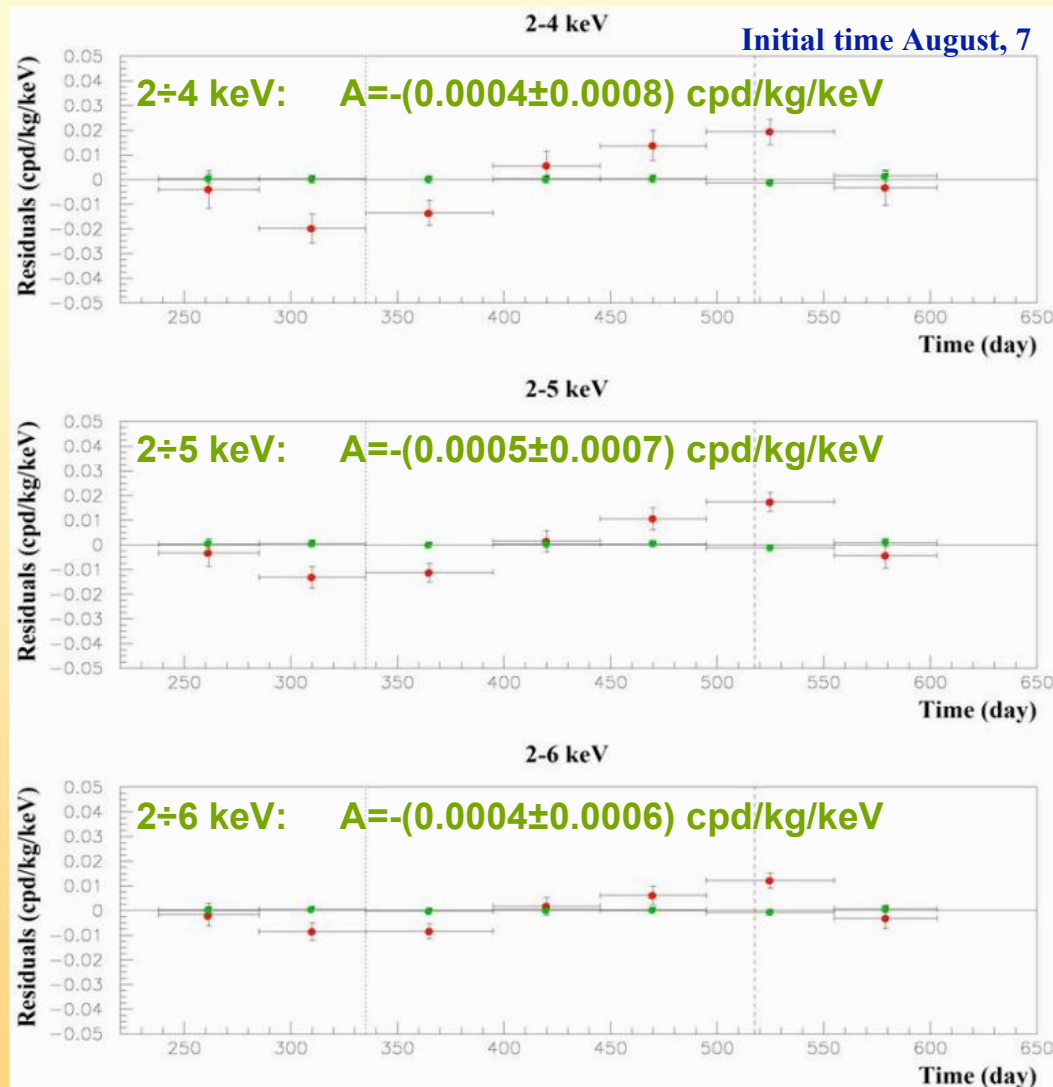 2-4 keV
Initial time August, 7
2÷4 keV: A=-(0.0004±0.0008) cpd/kg/keV
Residuals (cpd/kg/keV)
0.05
0.04
0.03
0.02
0.01
0
−0.01
−0.02
−0.03
−0.04
−0.05
250 300 350 400 450 500 550 600 650
Time (day)
2-5 keV
2÷5 keV: A=-(0.0005±0.0007) cpd/kg/keV
Residuals (cpd/kg/keV)
0.05
0.04
0.03
0.02
0.01
0
−0.01
−0.02
−0.03
−0.04
−0.05
250 300 350 400 450 500 550 600 650
Time (day)
2-6 keV
2÷6 keV: A=-(0.0004±0.0006) cpd/kg/keV
Residuals (cpd/kg/keV)
0.05
0.04
0.03
0.02
0.01
0
−0.01
−0.02
−0.03
−0.04
−0.05
250 300 350 400 450 500 550 600 650
Time (day)